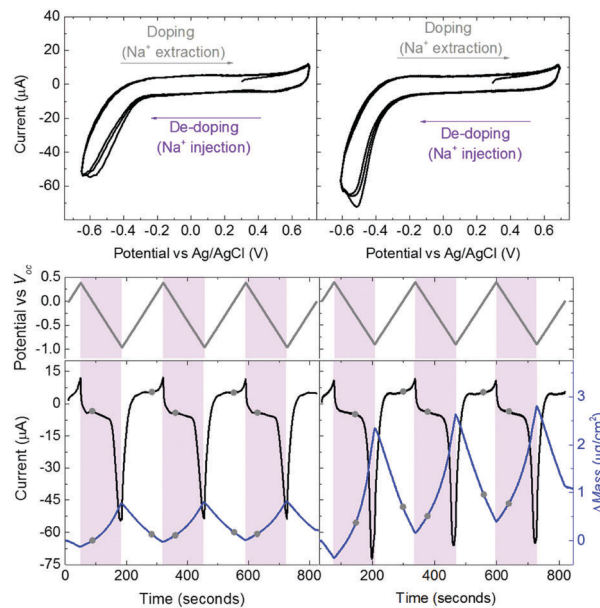 Doping
(Na⁺ extraction)
De-doping
(Na⁺ injection)
Current (μA)
40
20
0
-20
-40
-60
-0.6 -0.4 -0.2 0.0 0.2 0.4 0.6
Potential vs Ag/AgCl (V)
Doping
(Na⁺ extraction)
De-doping
(Na⁺ injection)
-0.6 -0.4 -0.2 0.0 0.2 0.4 0.6
Potential vs Ag/AgCl (V)
Potential vs Voc
0.5
0.0
-0.5
-1.0
Current (μA)
15
0
-15
-30
-45
-60
-75
0 200 400 600 800
Time (seconds)
200 400 600 800
Time (seconds)
3
2
1
0
ΔMass (μg/cm²)